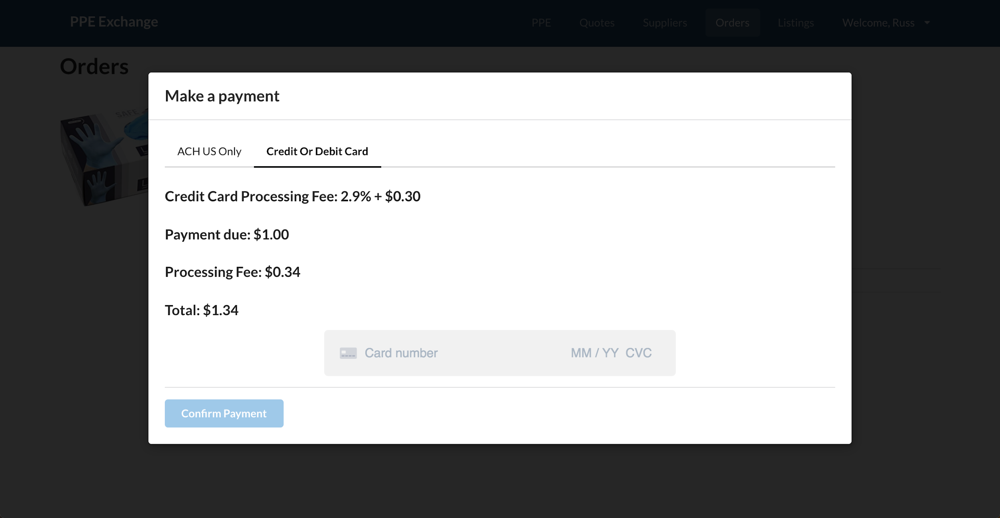 PPE Exchange
PPE
Quotes
Suppliers
Orders
Listings
Welcome, Russ
Orders
SAFE
Make a payment
ACH US Only
Credit Or Debit Card
Credit Card Processing Fee: 2.9% + $0.30
Payment due: $1.00
Processing Fee: $0.34
Total: $1.34
Card number
MM / YY
CVC
Confirm Payment